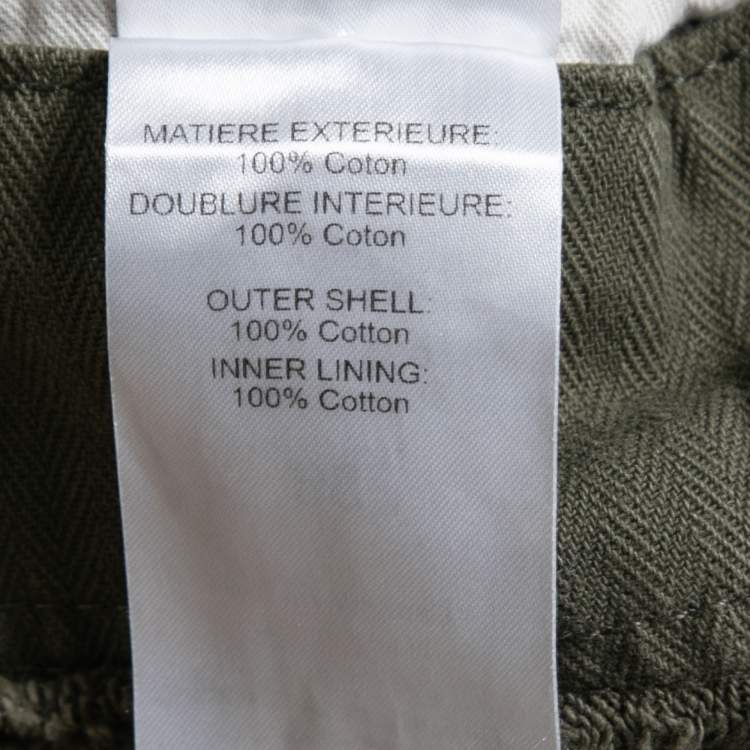 MATIERE EXTERIEURE:
100% Coton
DOUBLURE INTERIEURE:
100% Coton
OUTER SHELL:
100% Cotton
INNER LINING:
100% Cotton